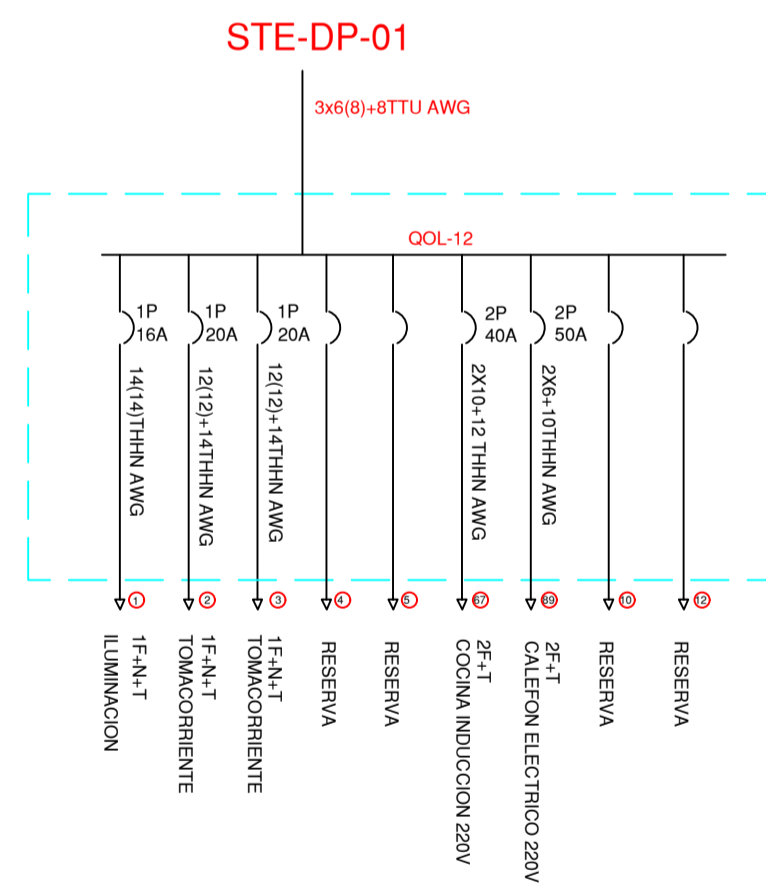 STE-DP-01
3x6(8)+8TTU AWG
QOL-12
1P
16A
1P
20A
1P
20A
2P
40A
2P
50A
14(14)THHN AWG
12(12)+14THHN AWG
12(12)+14THHN AWG
2X10+12 THHN AWG
2X6+10THHN AWG
1
2
3
4
5
67
89
10
12
1F+N+T
ILUMINACION
1F+N+T
TOMACORRIENTE
1F+N+T
TOMACORRIENTE
RESERVA
RESERVA
2F+T
COCINA INDUCCION 220V
2F+T
CALEFON ELECTRICO 220V
RESERVA
RESERVA